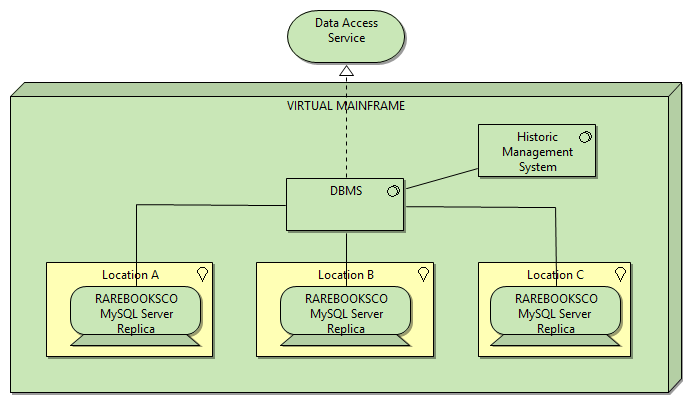 Data Access
Service
VIRTUAL MAINFRAME
Historic
Management
System
DBMS
Location A
RAREBOOKSCO
MySQL Server
Replica
Location B
RAREBOOKSCO
MySQL Server
Replica
Location C
RAREBOOKSCO
MySQL Server
Replica